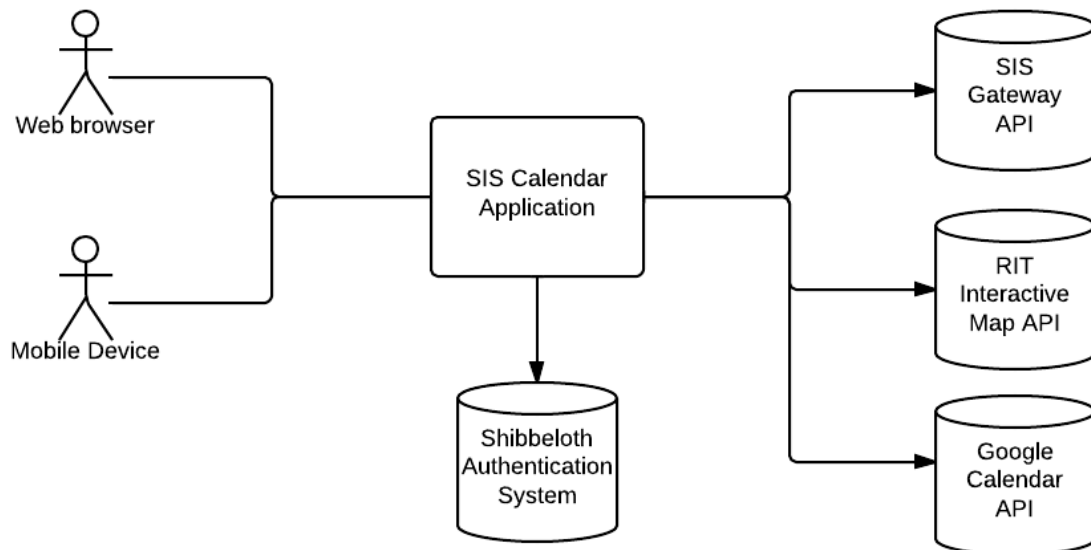 Web browser
Mobile Device
SIS Calendar
Application
Shibbeloth
Authentication
System
SIS
Gateway
API
RIT
Interactive
Map API
Google
Calendar
API